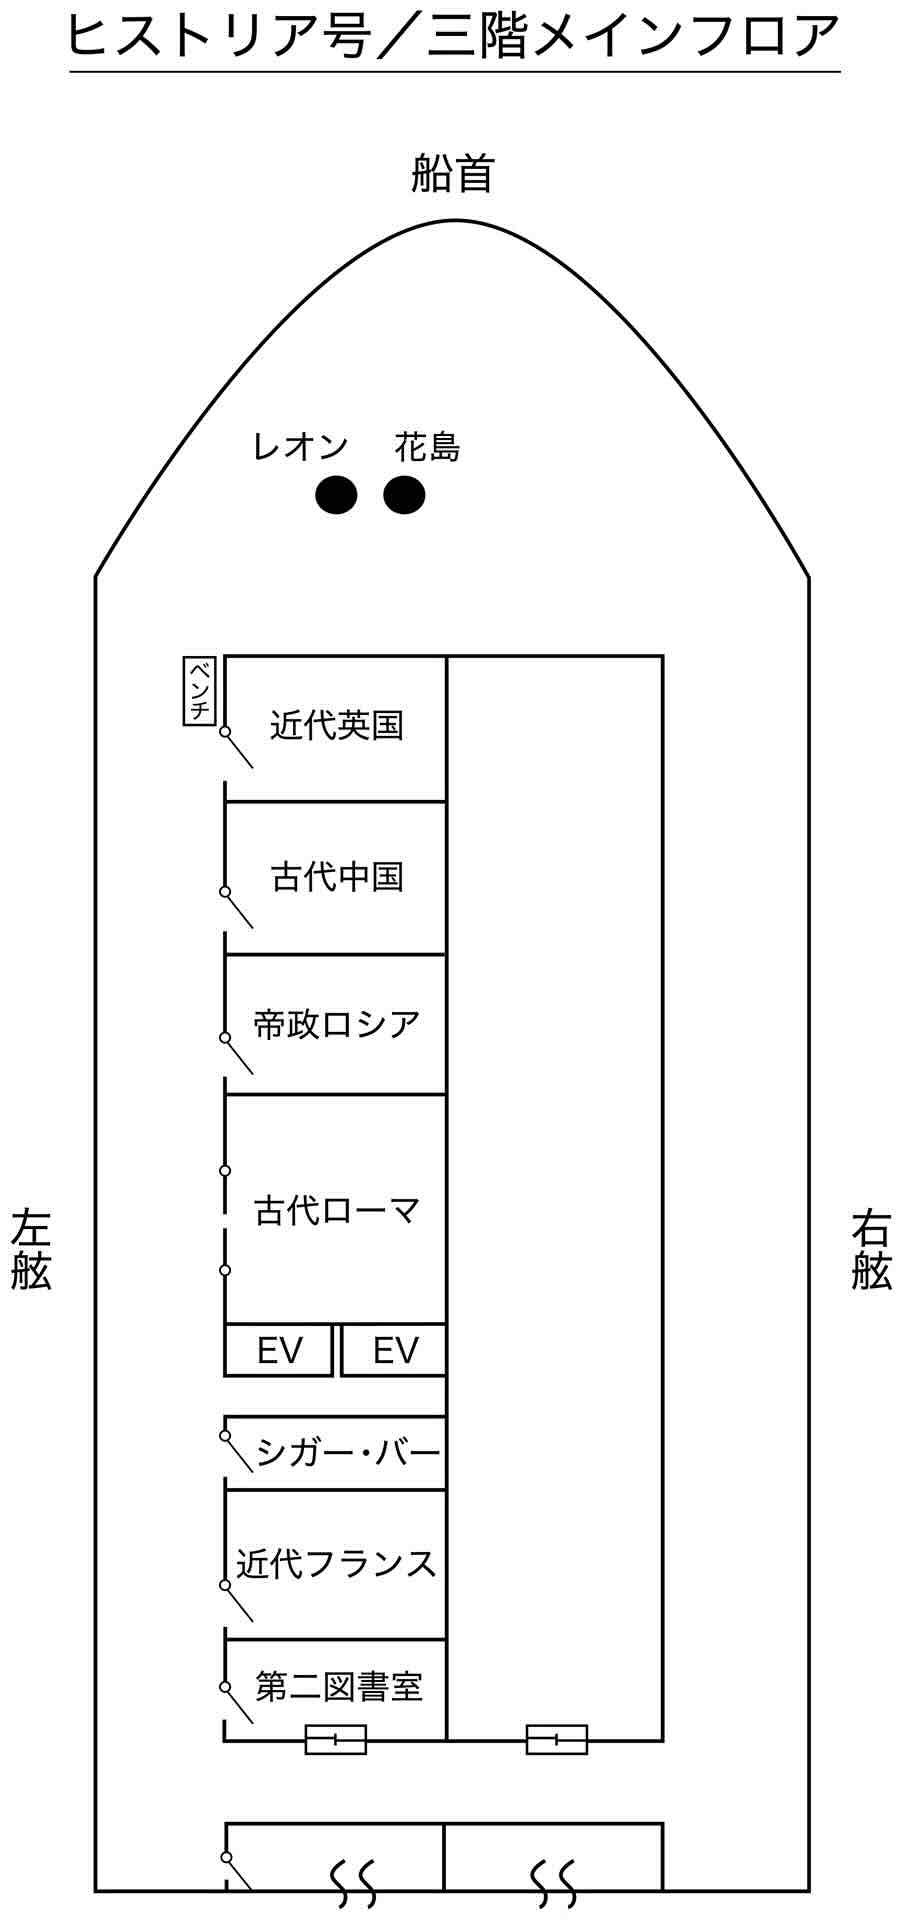 ヒストリア号／三階メインフロア
船首
レオン 花島
ベンチ
近代英国
古代中国
帝政ロシア
左舷
古代ローマ
右舷
EV EV
シガー・バー
近代フランス
第二図書室